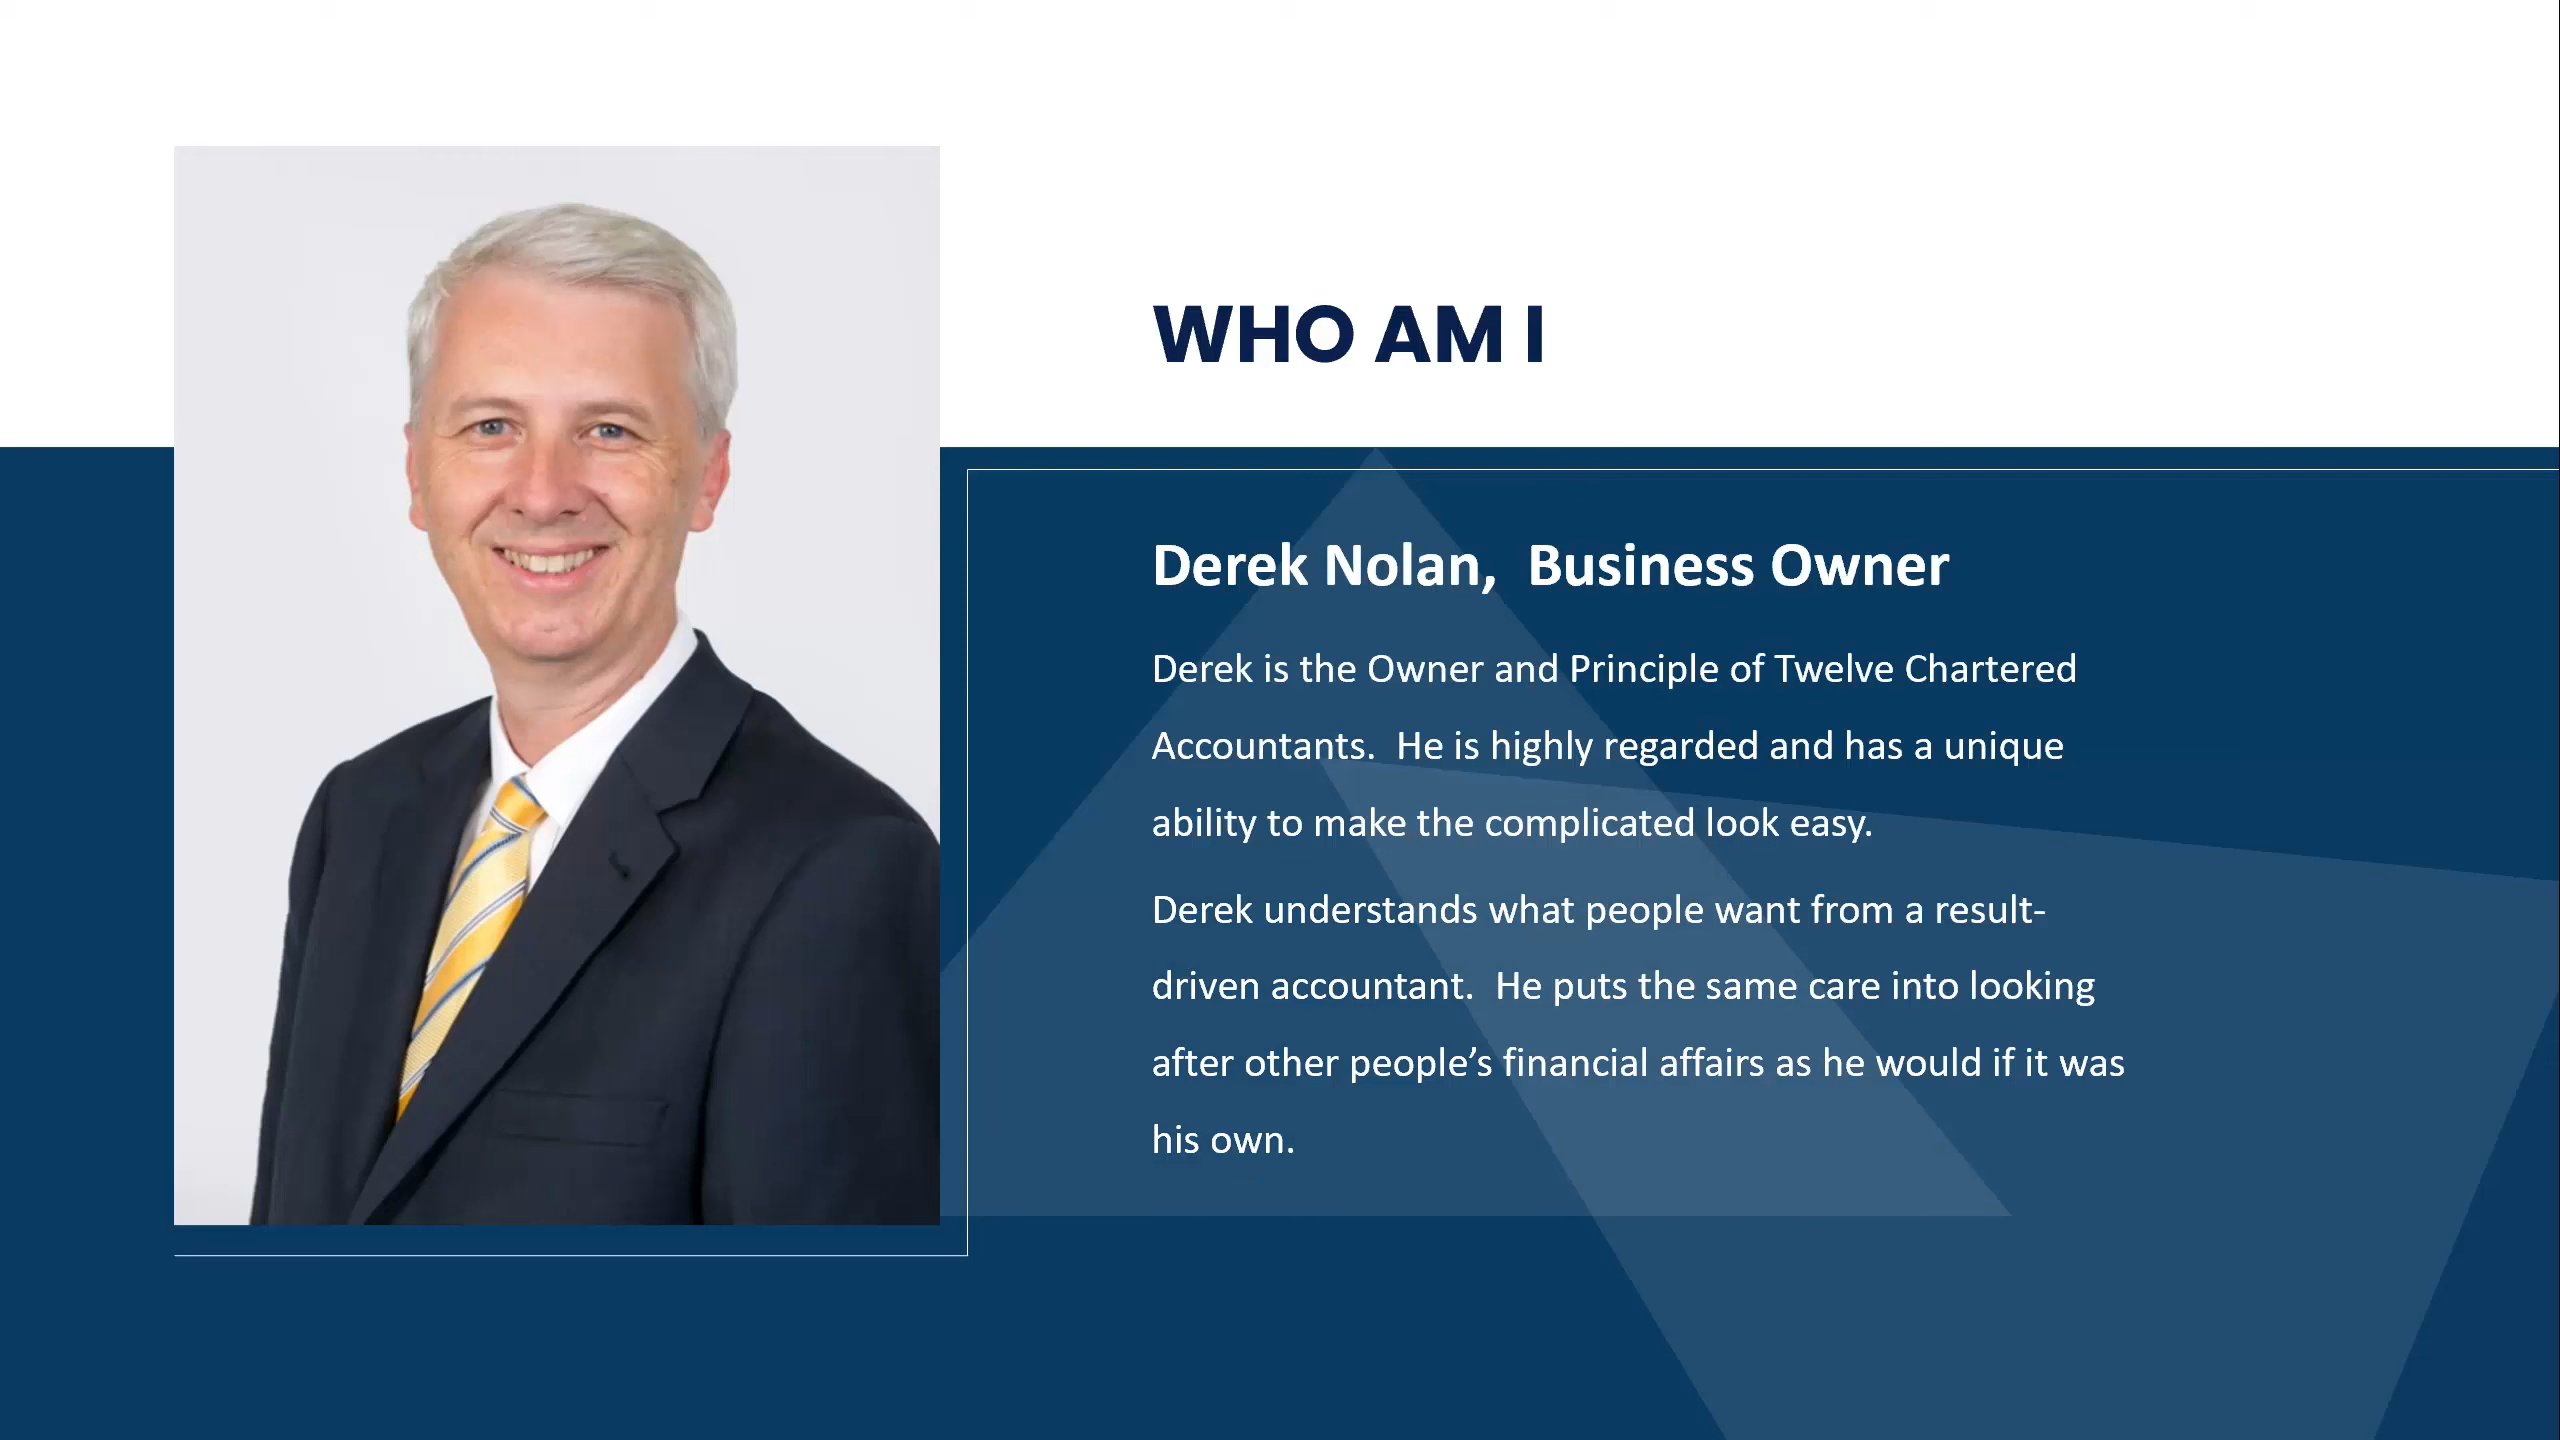 WHO AM I
Derek Nolan,  Business Owner
Derek is the Owner and Principle of Twelve Chartered
Accountants.  He is highly regarded and has a unique
ability to make the complicated look easy.
Derek understands what people want from a result-
driven accountant.  He puts the same care into looking
after other people’s financial affairs as he would if it was
his own.